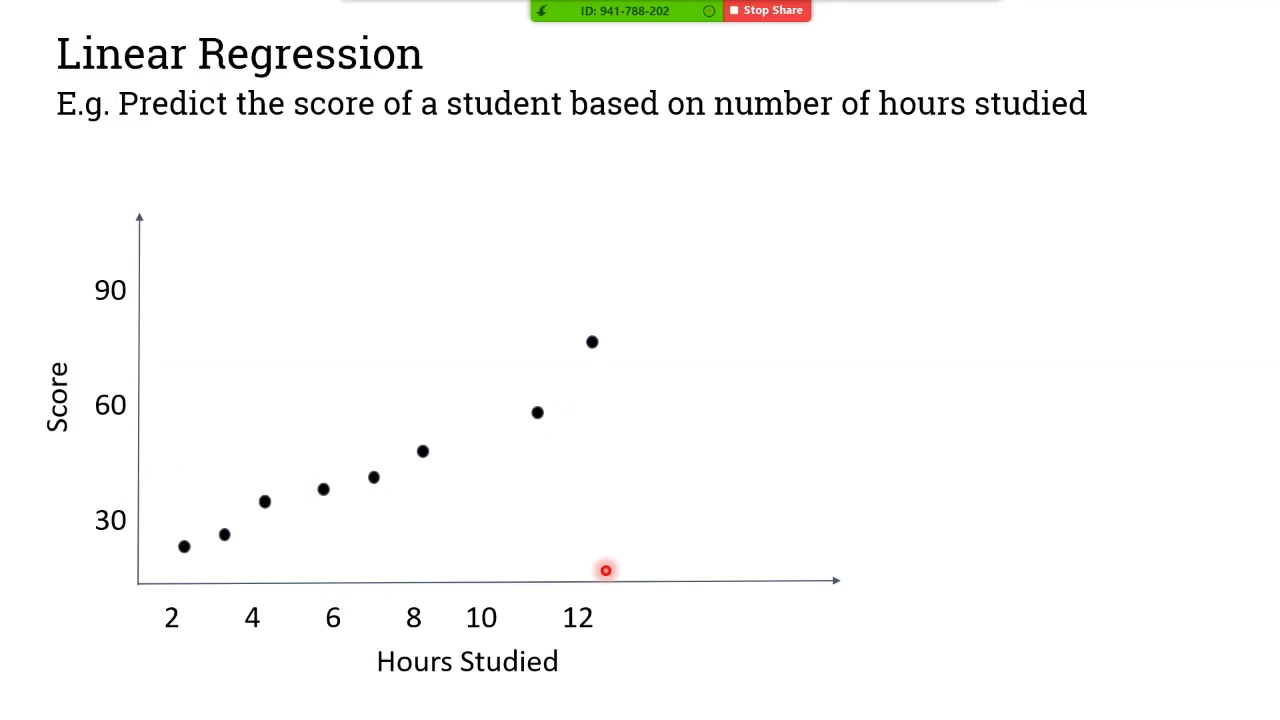 ID: 941-788-202 Stop Share
Linear Regression
E.g. Predict the score of a student based on number of hours studied
90
60
30
Score
2 4 6 8 10 12
Hours Studied